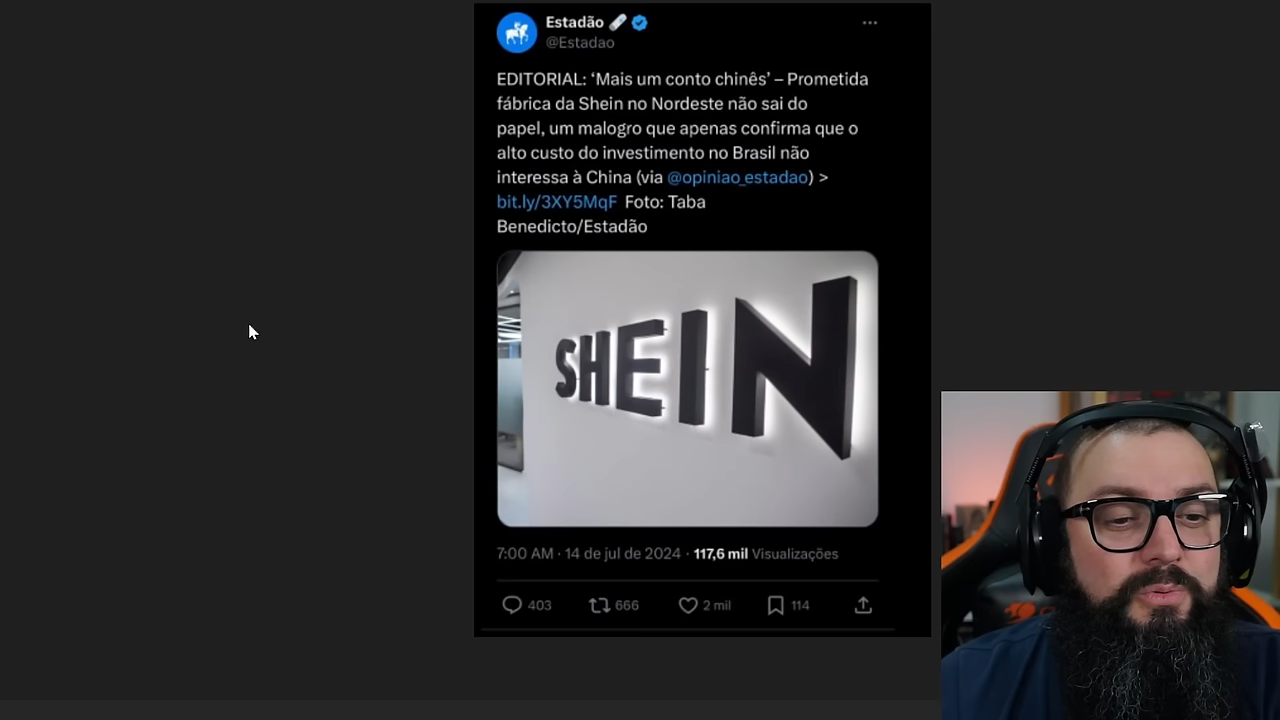 Estadão
@Estadao
EDITORIAL: ‘Mais um conto chinês’ – Prometida
fábrica da Shein no Nordeste não sai do
papel, um malogro que apenas confirma que o
alto custo do investimento no Brasil não
interessa à China (via @opiniao_estadao) >
bit.ly/3XY5MqF Foto: Taba
Benedicto/Estadão
SHEIN
7:00 AM · 14 de jul de 2024 · 117,6 mil Visualizações
403 666 2 mil 114